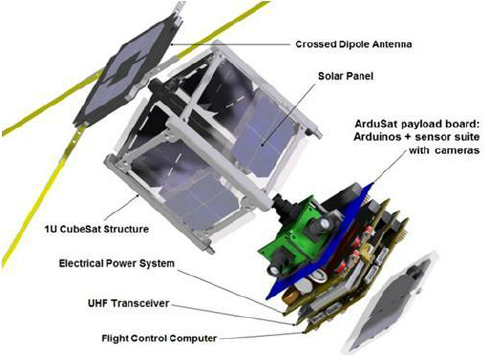 Crossed Dipole Antenna
Solar Panel
ArduSat payload board:
Arduinos + sensor suite
with cameras
1U CubeSat Structure
Electrical Power System
UHF Transceiver
Flight Control Computer